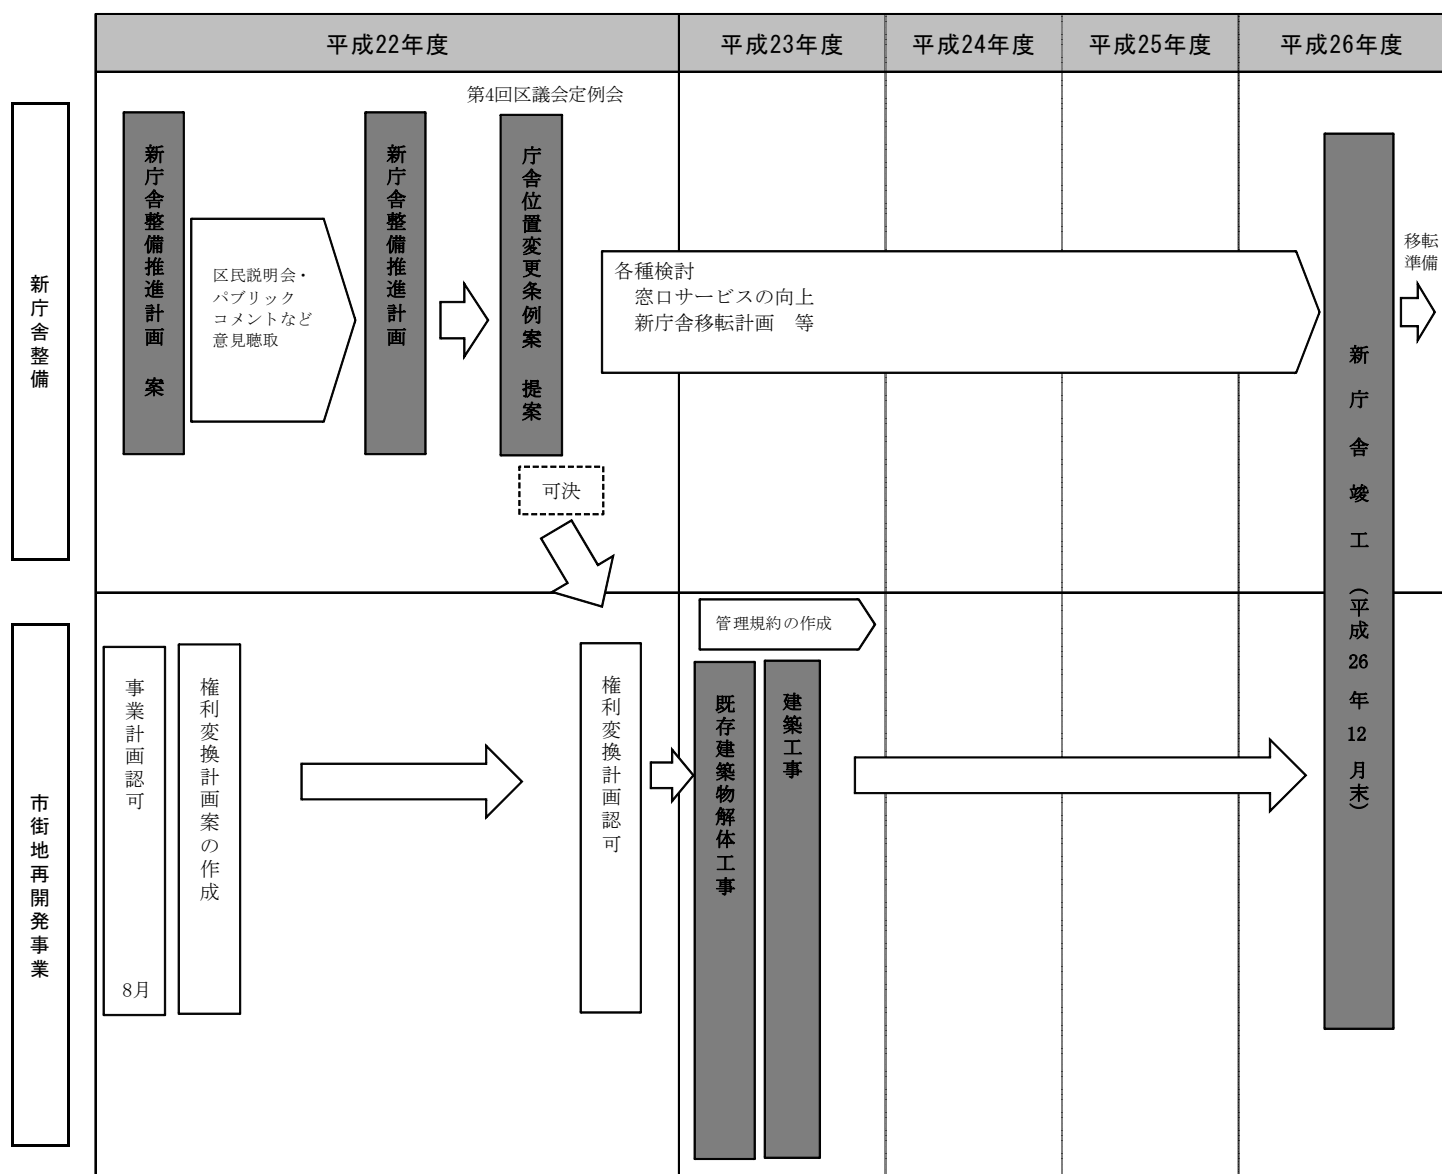 平成22年度
平成23年度
平成24年度
平成25年度
平成26年度
新庁舎整備
第4回区議会定例会
新庁舎整備推進計画　案
区民説明会・
パブリック
コメントなど
意見聴取
新庁舎整備推進計画
庁舎位置変更条例案　提案
可決
各種検討
窓口サービスの向上
新庁舎移転計画　等
新庁舎竣工（平成26年12月末）
移転
準備
市街地再開発事業
事業計画認可
8月
権利変換計画案の作成
権利変換計画認可
管理規約の作成
既存建築物解体工事
建築工事